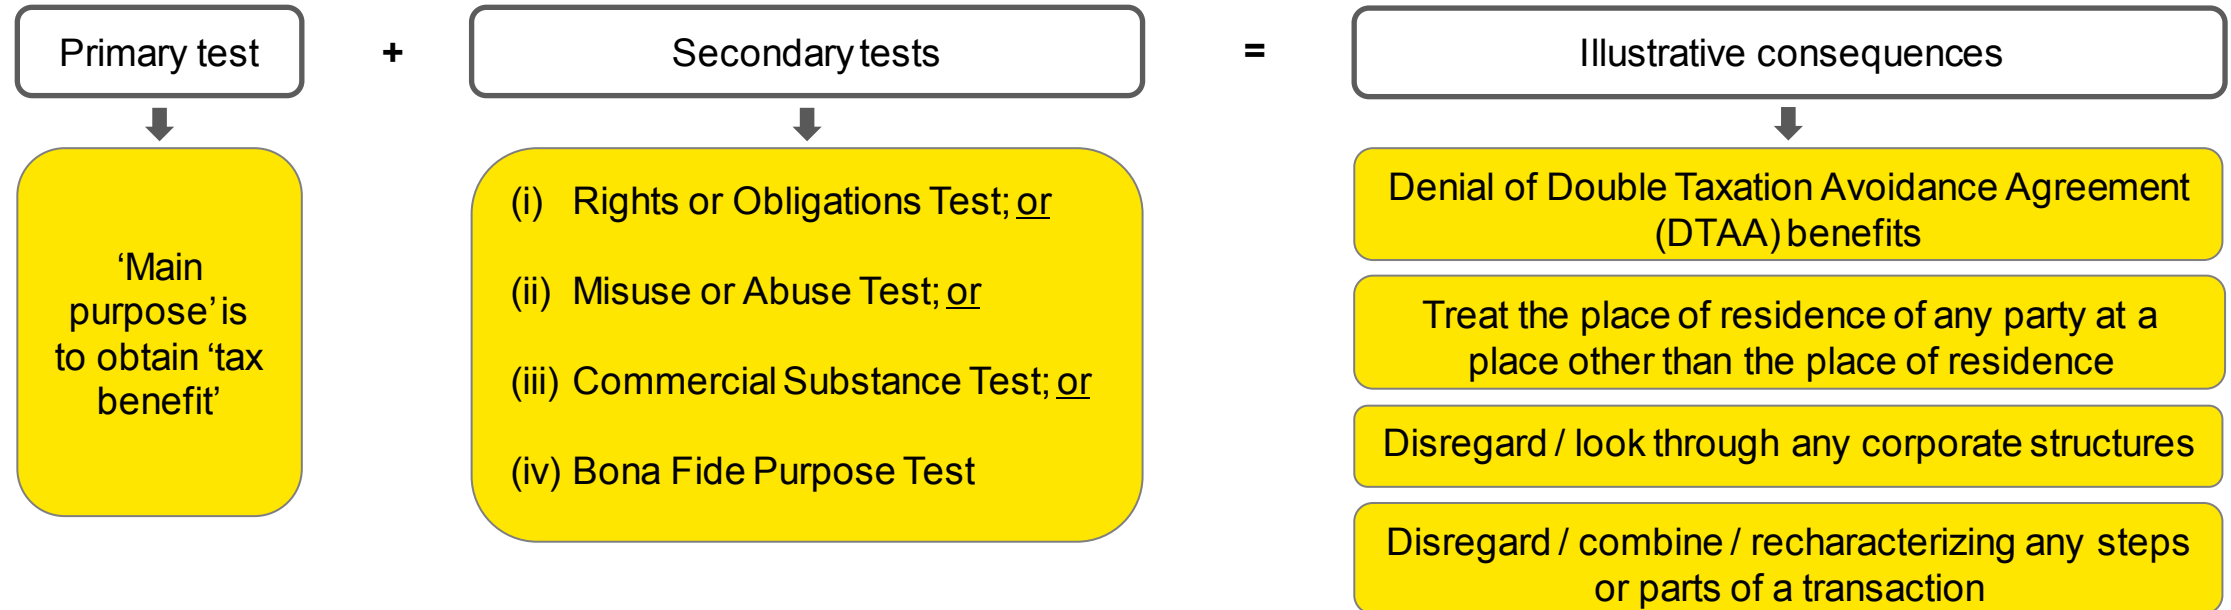 Primary test
+
Secondary tests
=
Illustrative consequences
‘Main
purpose’ is
to obtain ‘tax
benefit’
(i) Rights or Obligations Test; or
(ii) Misuse or Abuse Test; or
(iii) Commercial Substance Test; or
(iv) Bona Fide Purpose Test
Denial of Double Taxation Avoidance Agreement
(DTAA) benefits
Treat the place of residence of any party at a
place other than the place of residence
Disregard / look through any corporate structures
Disregard / combine / recharacterizing any steps
or parts of a transaction